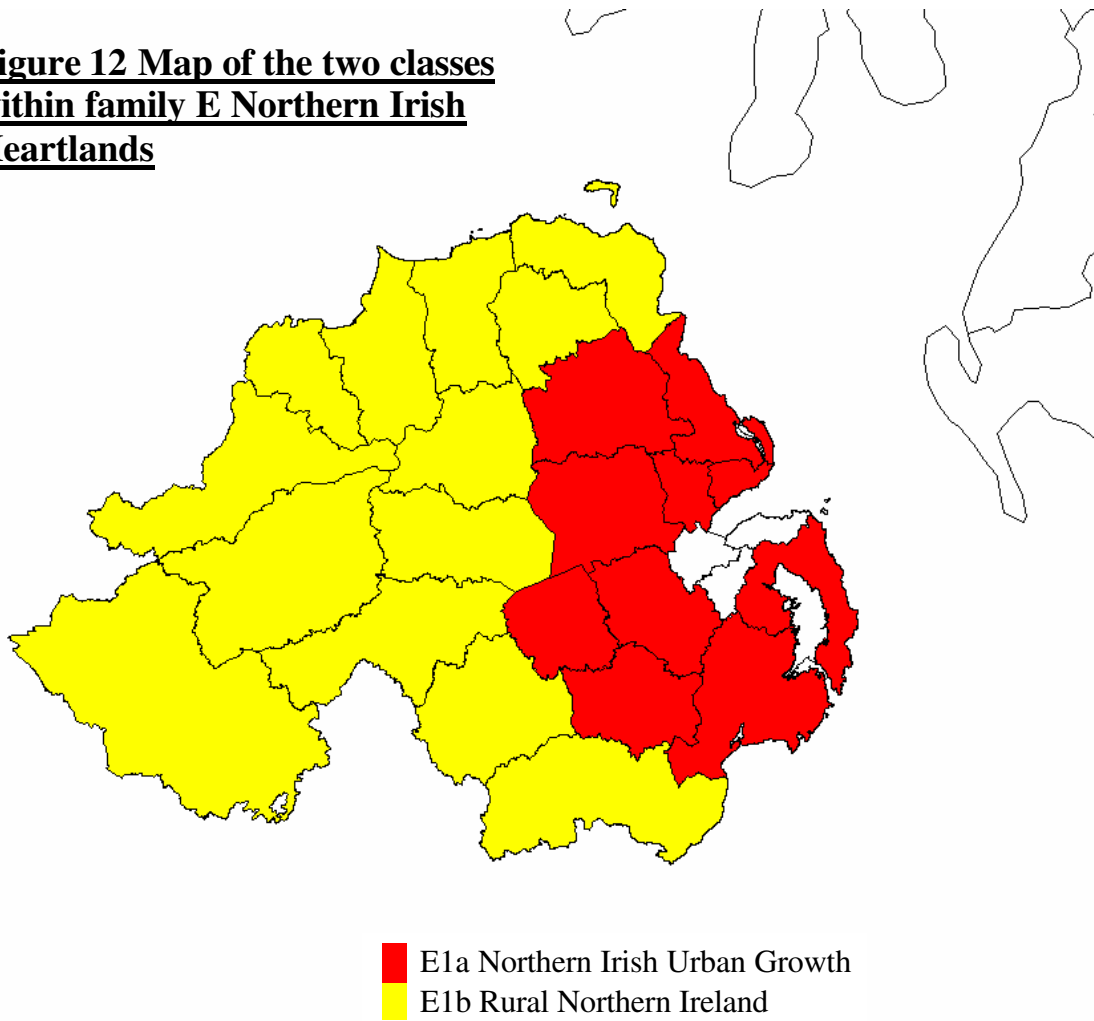 igure 12 Map of the two classes
ithin family E Northern Irish
eartlands
E1a Northern Irish Urban Growth
E1b Rural Northern Ireland